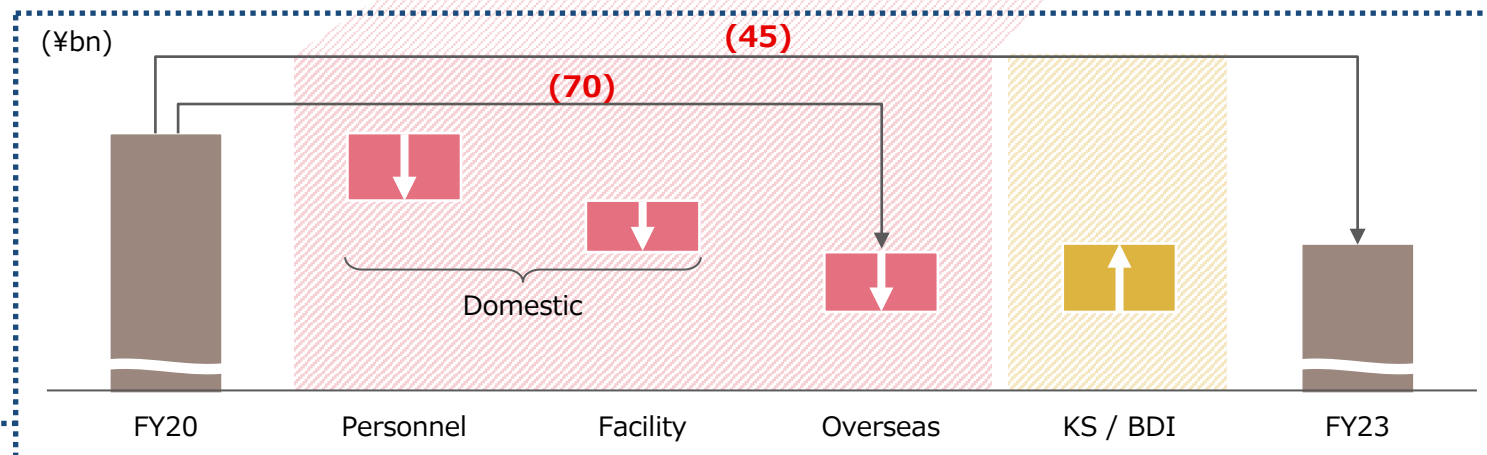 (¥bn)
(45)
(70)
Domestic
FY20
Personnel
Facility
Overseas
KS / BDI
FY23